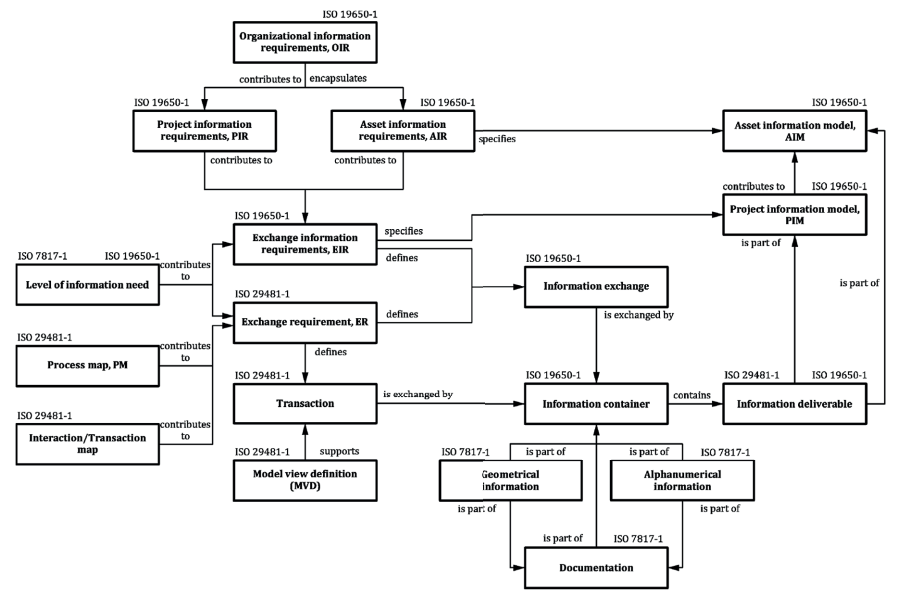 ISO 19650-1
Organizational information
requirements, OIR
contributes to
encapsulates
ISO 19650-1
Project information
requirements, PIR
ISO 19650-1
Asset information
requirements, AIR
specifies
ISO 19650-1
Asset information model,
AIM
contributes to
contributes to
contributes to
ISO 19650-1
Project information model,
PIM
ISO 19650-1
Exchange information
requirements, EIR
specifies
defines
is part of
is part of
ISO 7817-1
ISO 19650-1
Level of information need
contributes
to
ISO 19650-1
Information exchange
is exchanged by
ISO 29481-1
Exchange requirement, ER
defines
defines
ISO 29481-1
Process map, PM
contributes
to
ISO 29481-1
Transaction
is exchanged by
ISO 19650-1
Information container
contains
ISO 29481-1
ISO 19650-1
Information deliverable
ISO 29481-1
Interaction/Transaction
map
contributes
to
supports
ISO 29481-1
Model view definition
(MVD)
ISO 7817-1
is part of
Geometrical
information
is part of
is part of
ISO 7817-1
Alphanumerical
information
is part of
is part of
ISO 7817-1
Documentation